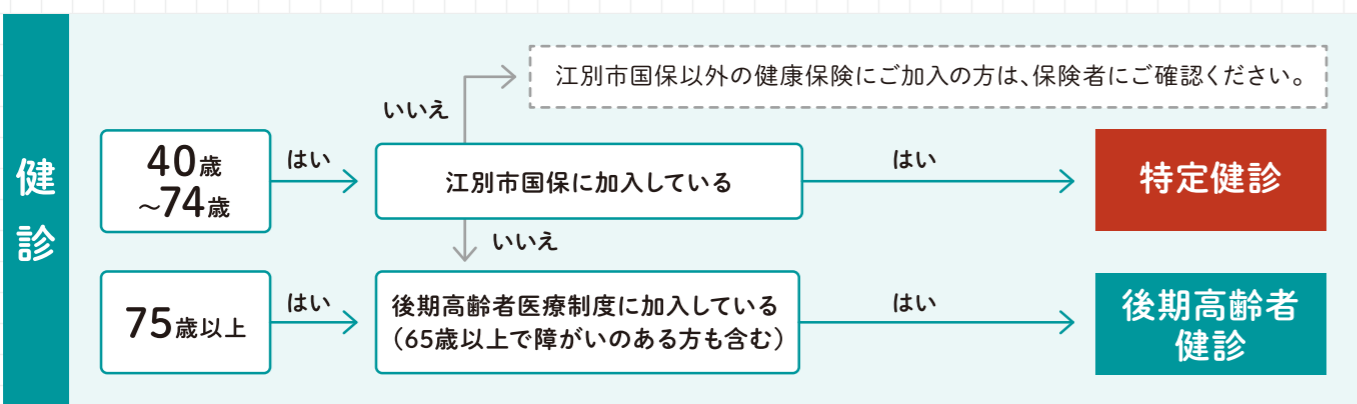 健診
江別市国保以外の健康保険にご加入の方は、保険者にご確認ください。
いいえ
40歳
～74歳
はい
江別市国保に加入している
はい
特定健診
いいえ
75歳以上
はい
後期高齢者医療制度に加入している
（65歳以上で障がいのある方も含む）
はい
後期高齢者
健診